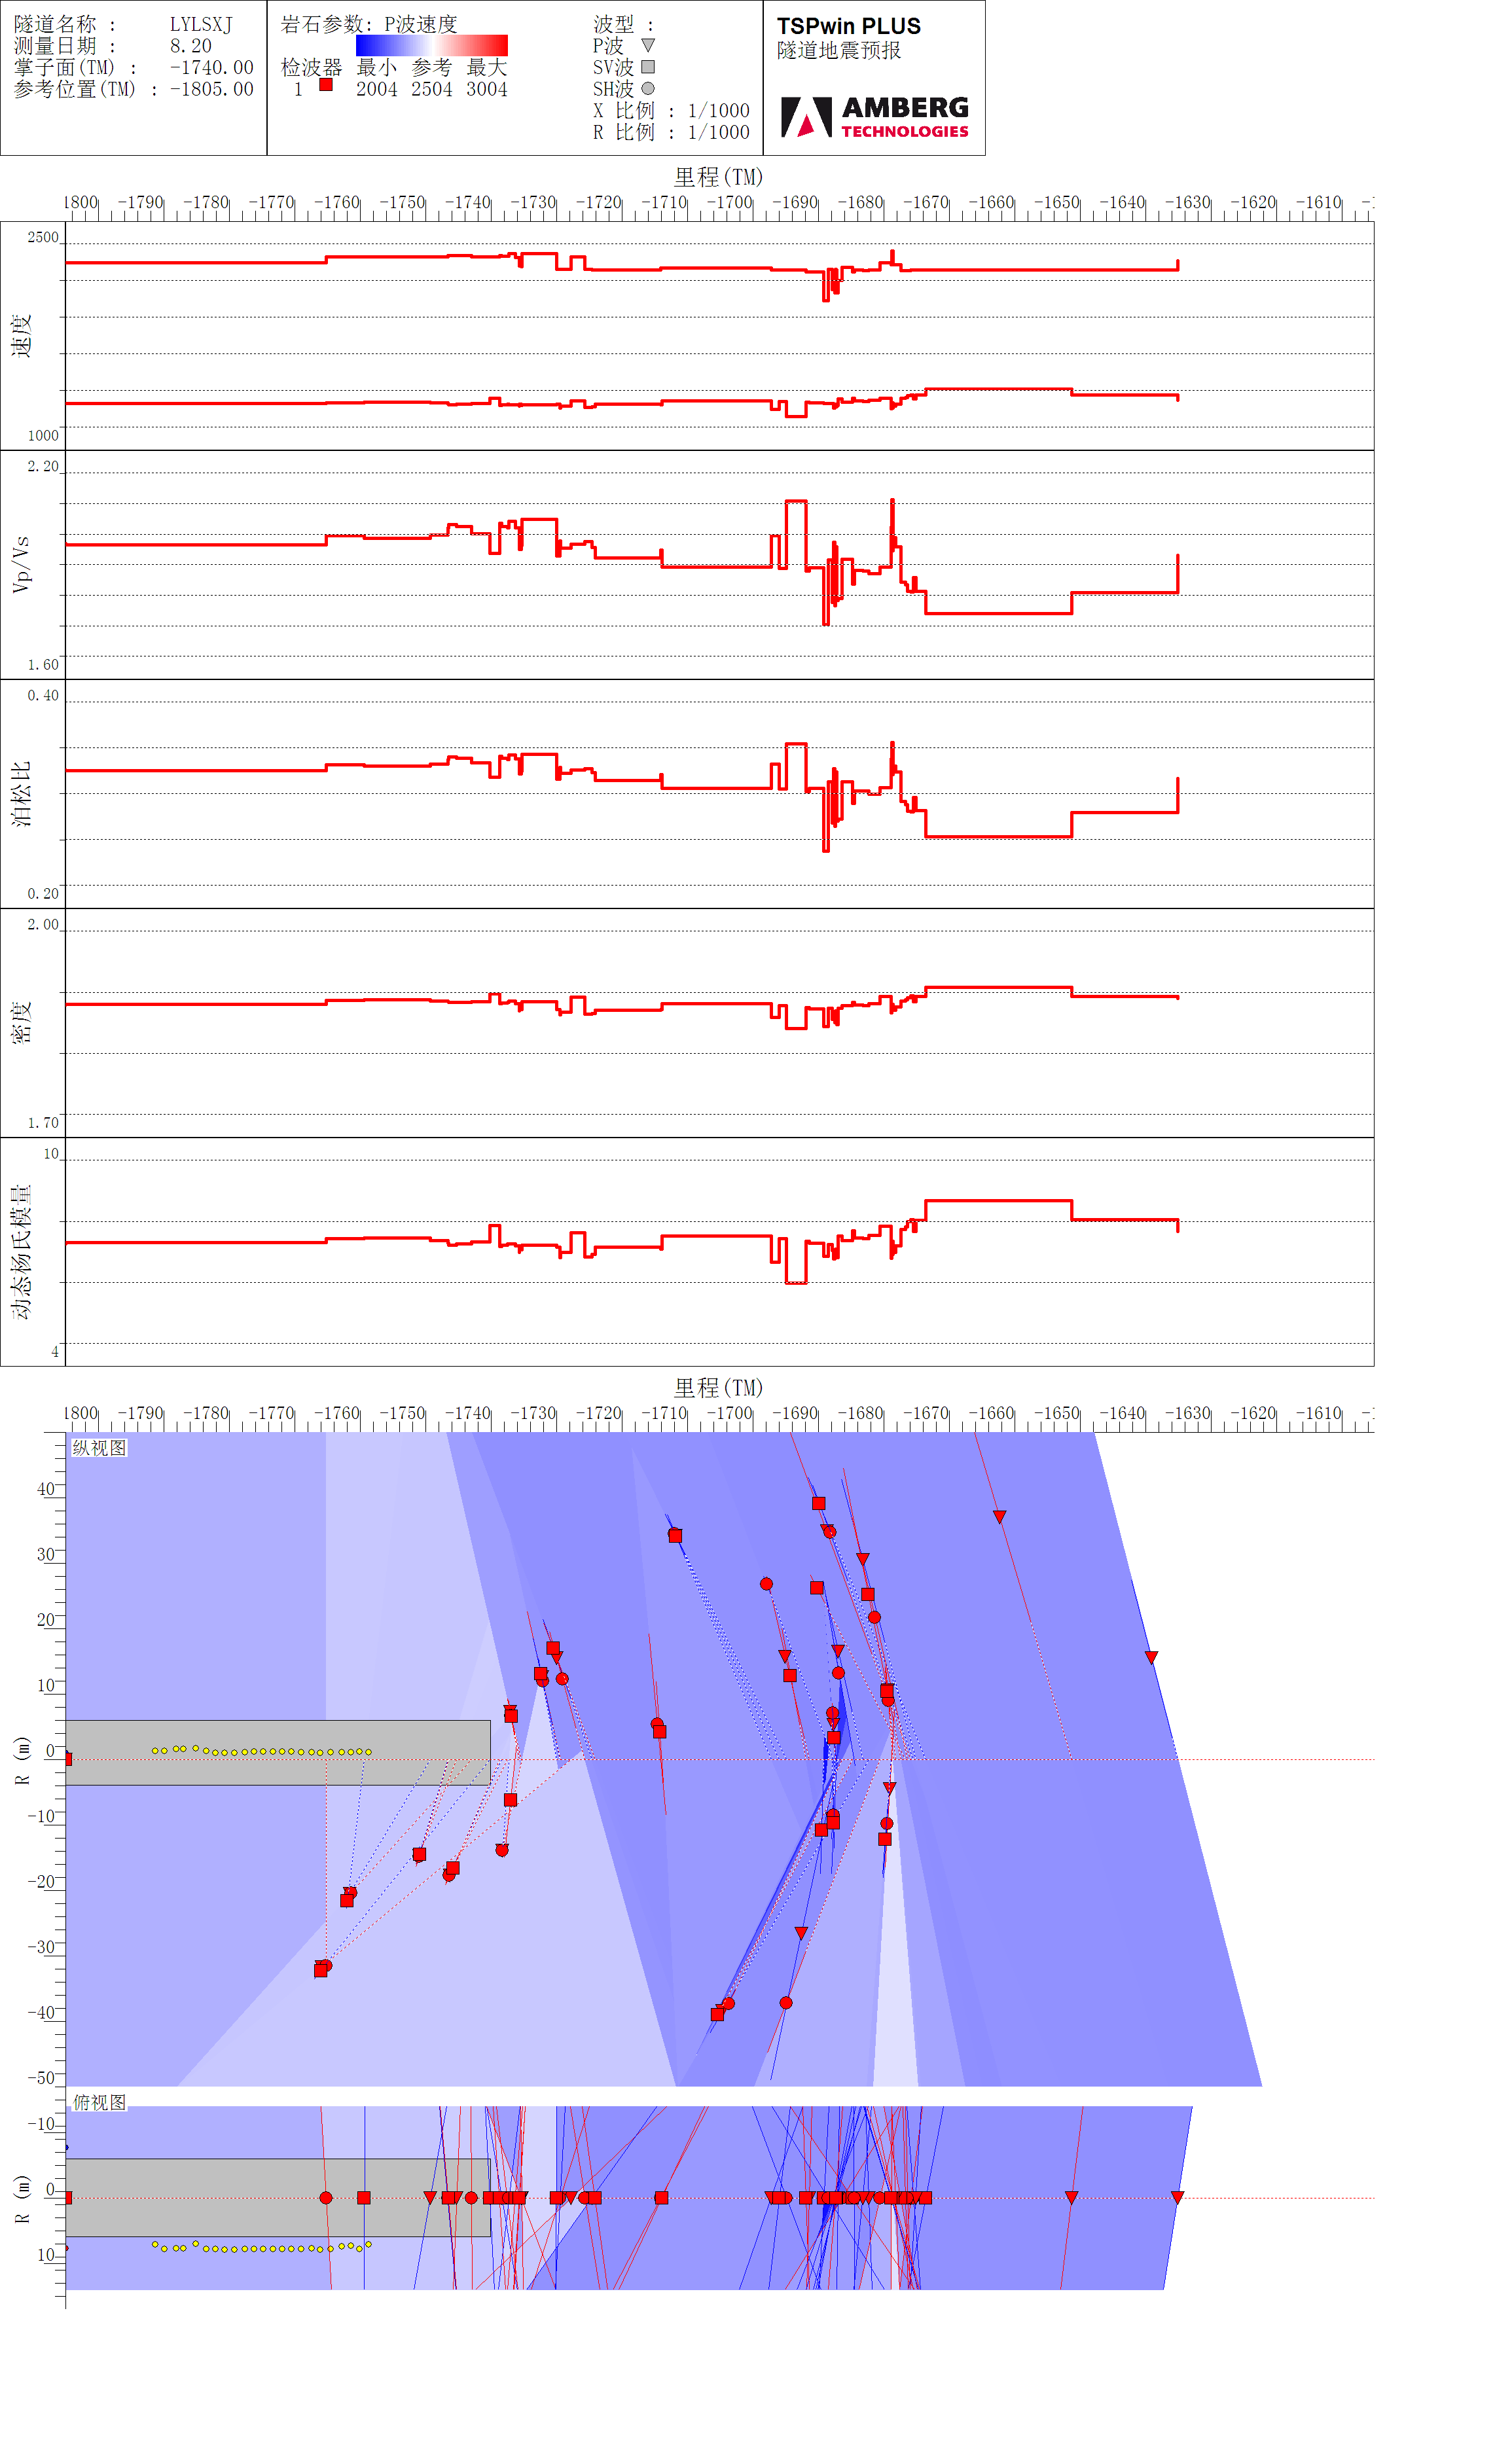 隧道名称 : LYLSXJ
测量日期 : 8.20
掌子面(TM) : -1740.00
参考位置(TM) : -1805.00
岩石参数: P波速度
检波器 最小 参考 最大
1 2004 2504 3004
波型 :
P波
SV波
SH波
X 比例 : 1/1000
R 比例 : 1/1000
TSPwin PLUS
隧道地震预报
AMBERG
TECHNOLOGIES
里程(TM)
1800 -1790 -1780 -1770 -1760 -1750 -1740 -1730 -1720 -1710 -1700 -1690 -1680 -1670 -1660 -1650 -1640 -1630 -1620 -1610
2500
速度
1000
2.20
Vp/Vs
1.60
0.40
泊松比
0.20
2.00
密度
1.70
10
动态杨氏模量
4
里程(TM)
1800 -1790 -1780 -1770 -1760 -1750 -1740 -1730 -1720 -1710 -1700 -1690 -1680 -1670 -1660 -1650 -1640 -1630 -1620 -1610
纵视图
40
30
20
10
0
R (m)
-10
-20
-30
-40
-50
俯视图
-10
0
R (m)
10